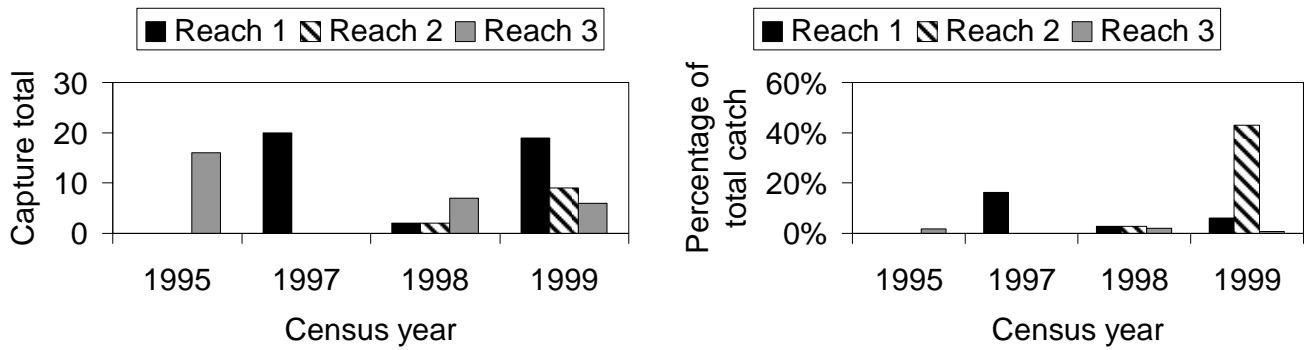 Reach 1 Reach 2 Reach 3
Capture total
30
20
10
0
1995 1997 1998 1999
Census year
Reach 1 Reach 2 Reach 3
Percentage of
total catch
60%
40%
20%
0%
1995 1997 1998 1999
Census year